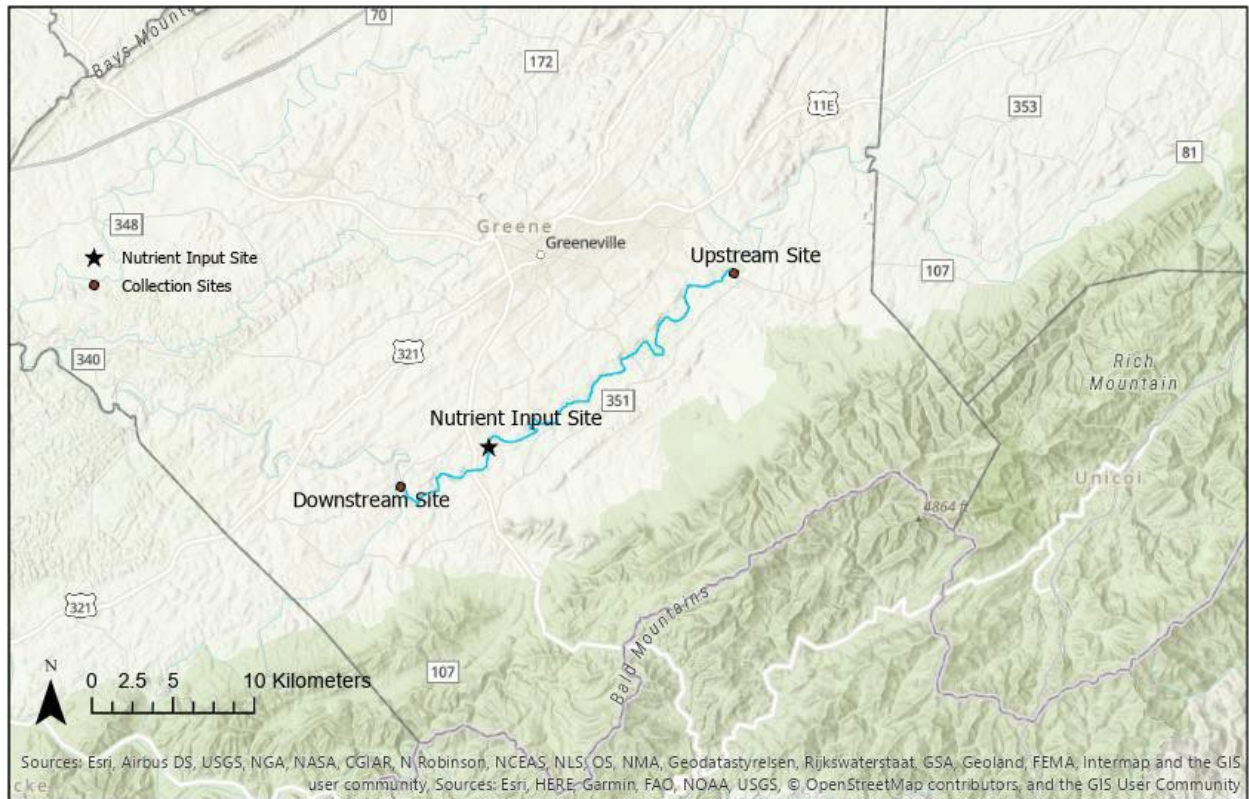 70
Bays Mounta
172
11E
353
81
348
Greene
Greeneville
Nutrient Input Site
Collection Sites
Upstream Site
107
321
340
Rich
Mountain
351
Nutrient Input Site
Downstream Site
Unicoi
4864 ft
321
Bald Mountains
107
N
0 2.5 5 10 Kilometers
Sources: Esri, Airbus DS, USGS, NGA, NASA, CGIAR, N Robinson, NCEAS, NLS, OS, NMA, Geodatastyrelsen, Rijkswaterstaat, GSA, Geoland, FEMA, Intermap and the GIS
user community, Sources: Esri, HERE, Garmin, FAO, NOAA, USGS, © OpenStreetMap contributors, and the GIS User Community
cke